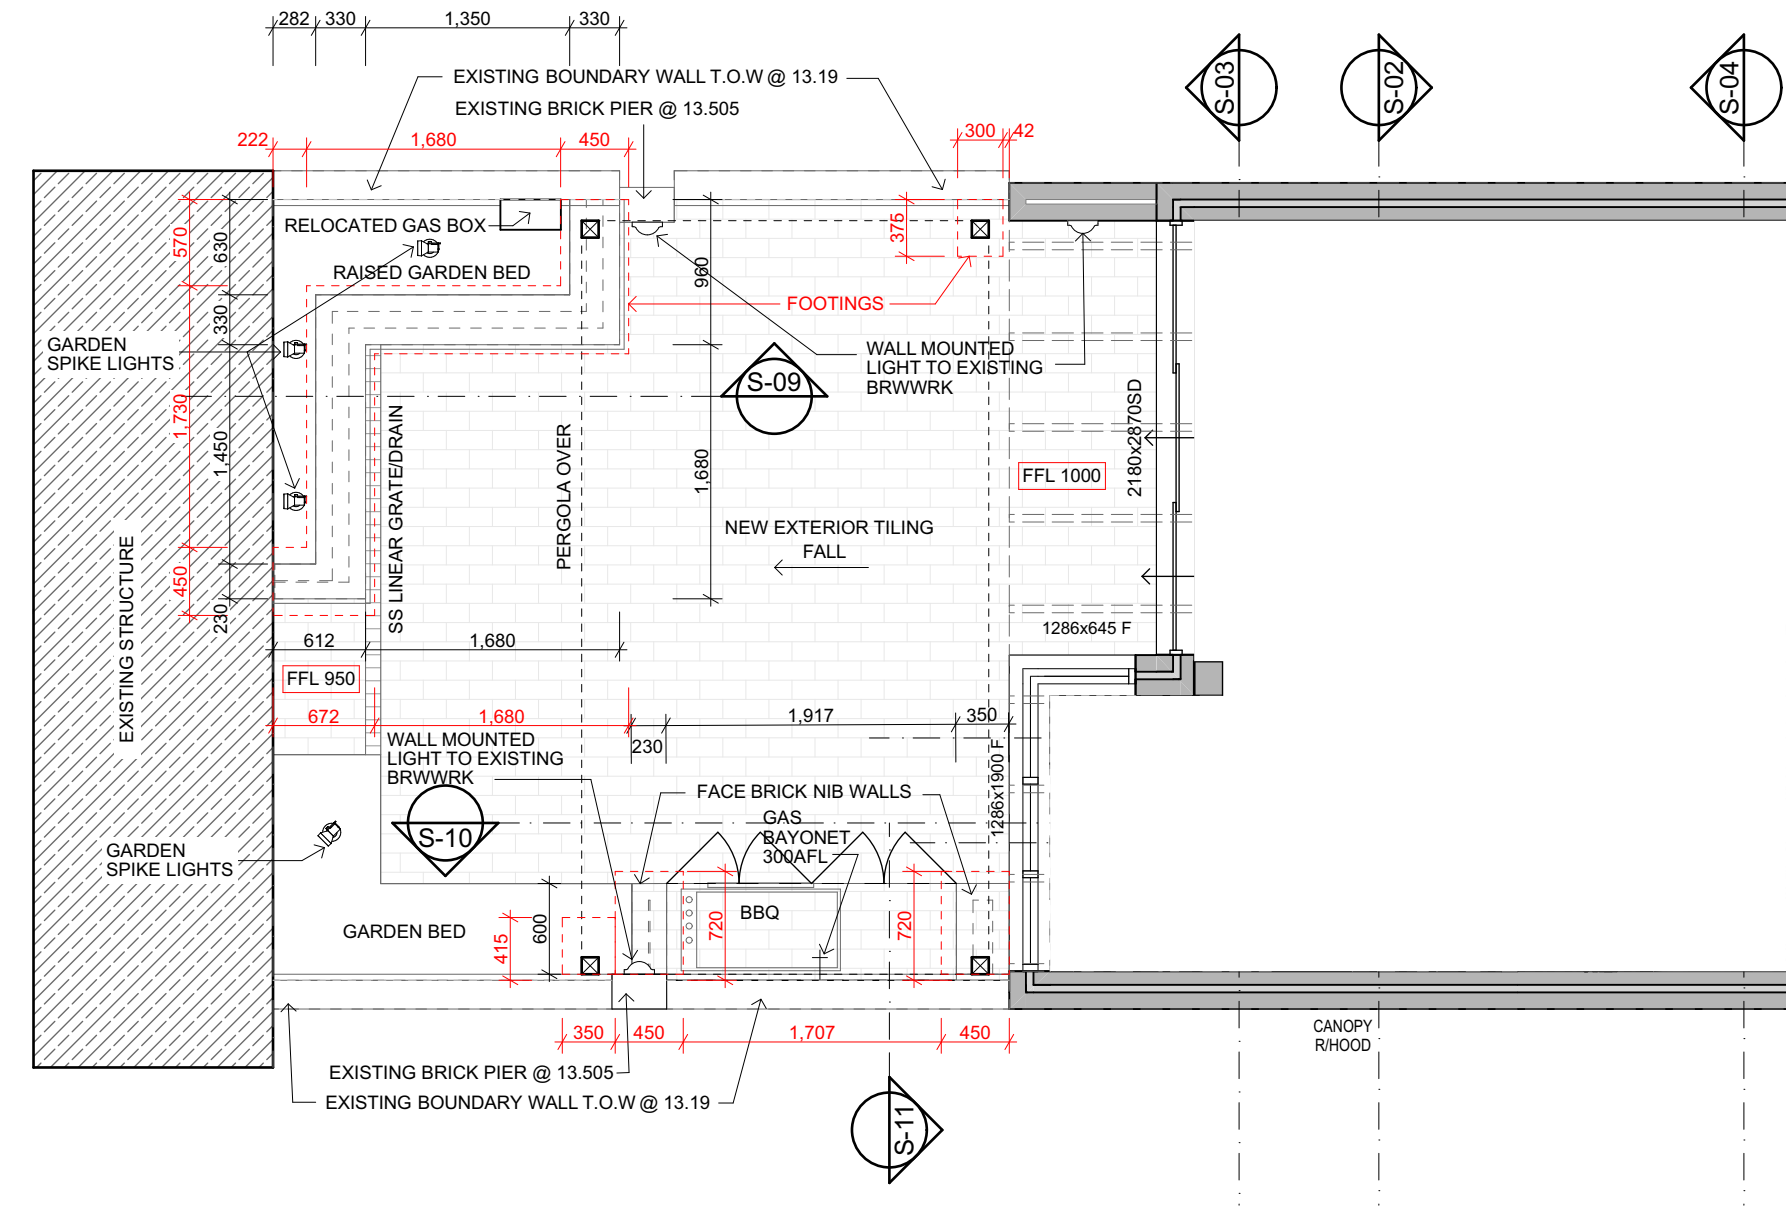 282 330 1,350 330
EXISTING BOUNDARY WALL T.O.W @ 13.19
EXISTING BRICK PIER @ 13.505
S-03
S-02
S-04
222 1,680 450 300 42
RELOCATED GAS BOX
RAISED GARDEN BED
570
630
330
375
960
FOOTINGS
GARDEN
SPIKE LIGHTS
WALL MOUNTED
LIGHT TO EXISTING
BRWWRK
S-09
1,730
1,450
450
230
EXISTING STRUCTURE
SS LINEAR GRATE/DRAIN
PERGOLA OVER
1,680
2180x2870SD
FFL 1000
NEW EXTERIOR TILING
FALL
1286x645 F
612 1,680
FFL 950
672 1,680
1,917 350
230
WALL MOUNTED
LIGHT TO EXISTING
BRWWRK
1286x1900 F
FACE BRICK NIB WALLS
GAS
BAYONET
300AFL
S-10
GARDEN
SPIKE LIGHTS
BBQ
GARDEN BED
415
600
720
720
350 450 1,707 450
CANOPY
R/HOOD
EXISTING BRICK PIER @ 13.505
EXISTING BOUNDARY WALL T.O.W @ 13.19
S-11